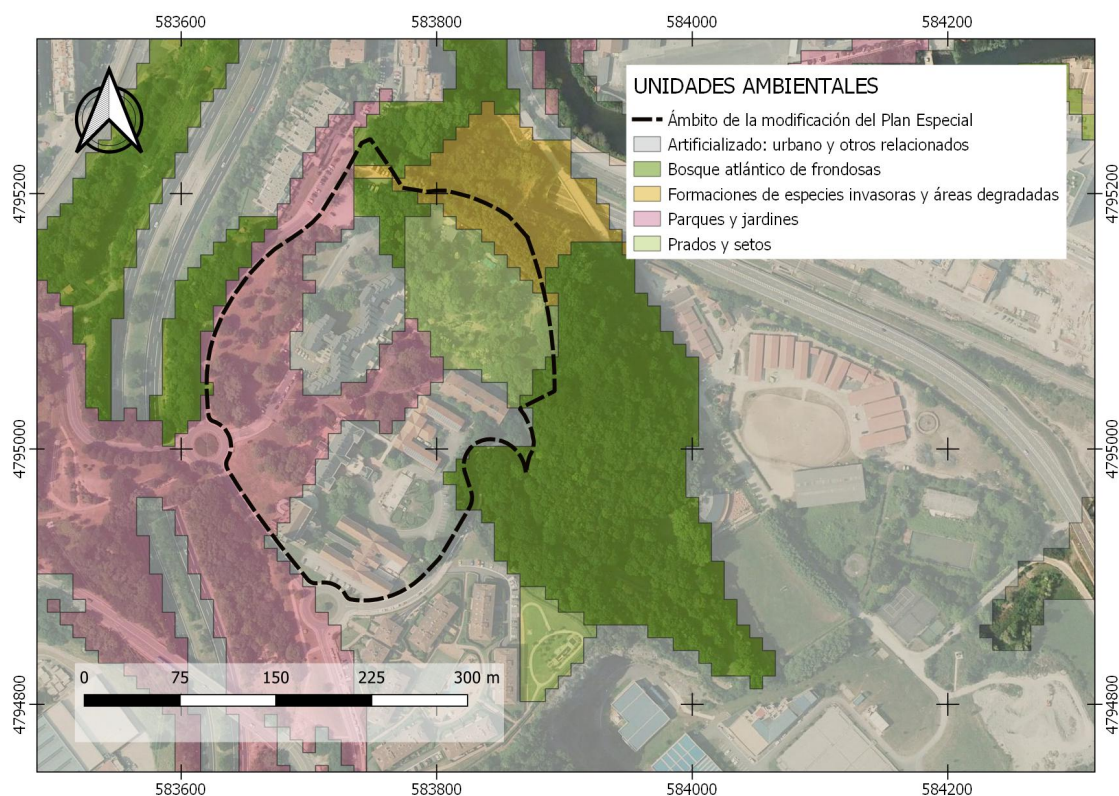 583600 583800 584000 584200
UNIDADES AMBIENTALES
Ámbito de la modificación del Plan Especial
Artificializado: urbano y otros relacionados
Bosque atlántico de frondosas
Formaciones de especies invasoras y áreas degradadas
Parques y jardines
Prados y setos
4795200 4795200
4795000 4795000
0 75 150 225 300 m
4794800 4794800
583600 583800 584000 584200